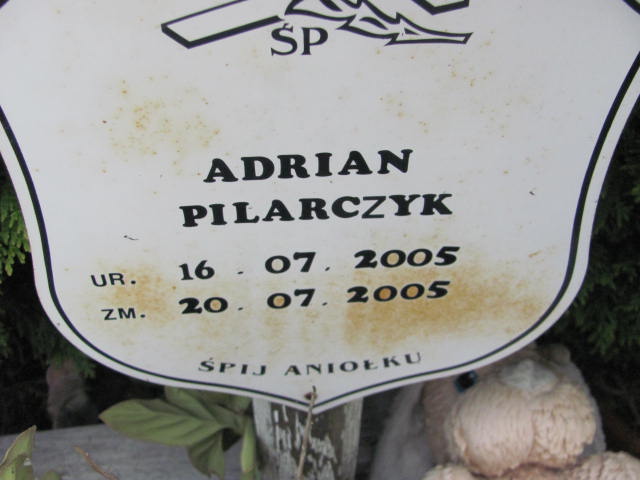 ŚP
ADRIAN
PILARCZYK
UR. 16 . 07 . 2005
ZM. 20 . 07 . 2005
ŚPIJ ANIOŁKU